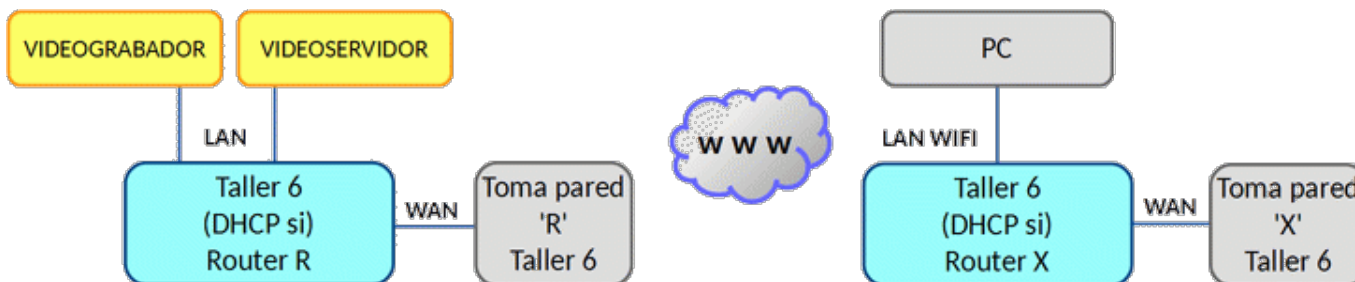 VIDEOGRABADOR
VIDEOSERVIDOR
PC
LAN
W W W
LAN WIFI
Taller 6
(DHCP si)
Router R
WAN
Toma pared
'R'
Taller 6
Taller 6
(DHCP si)
Router X
WAN
Toma pared
'X'
Taller 6